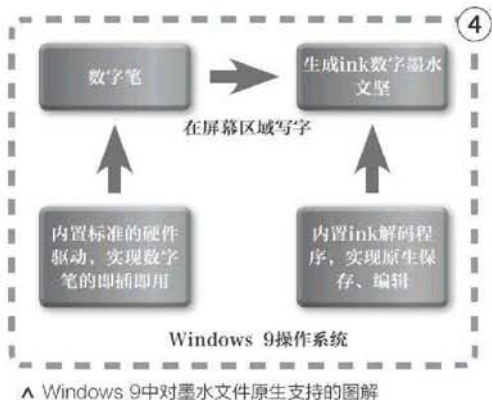 ④
数字笔
生成ink数字墨水
文坚
在屏幕区域写字
内置标准的硬件
驱动，实现数字
笔的即插即用
内置ink解码程
序，实现原生保
存、编辑
Windows 9操作系统
∧ Windows 9中对墨水文件原生支持的图解